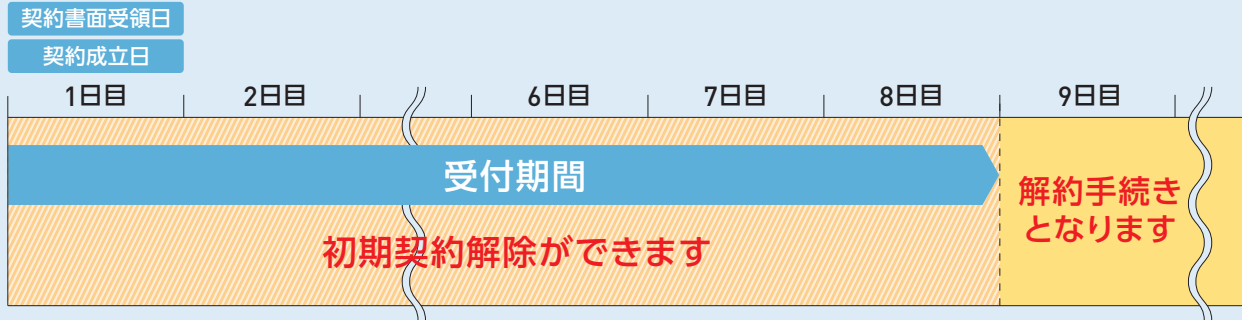 契約書面受領日
契約成立日
1日目 2日目 6日目 7日目 8日目 9日目
受付期間
初期契約解除ができます
解約手続き
となります